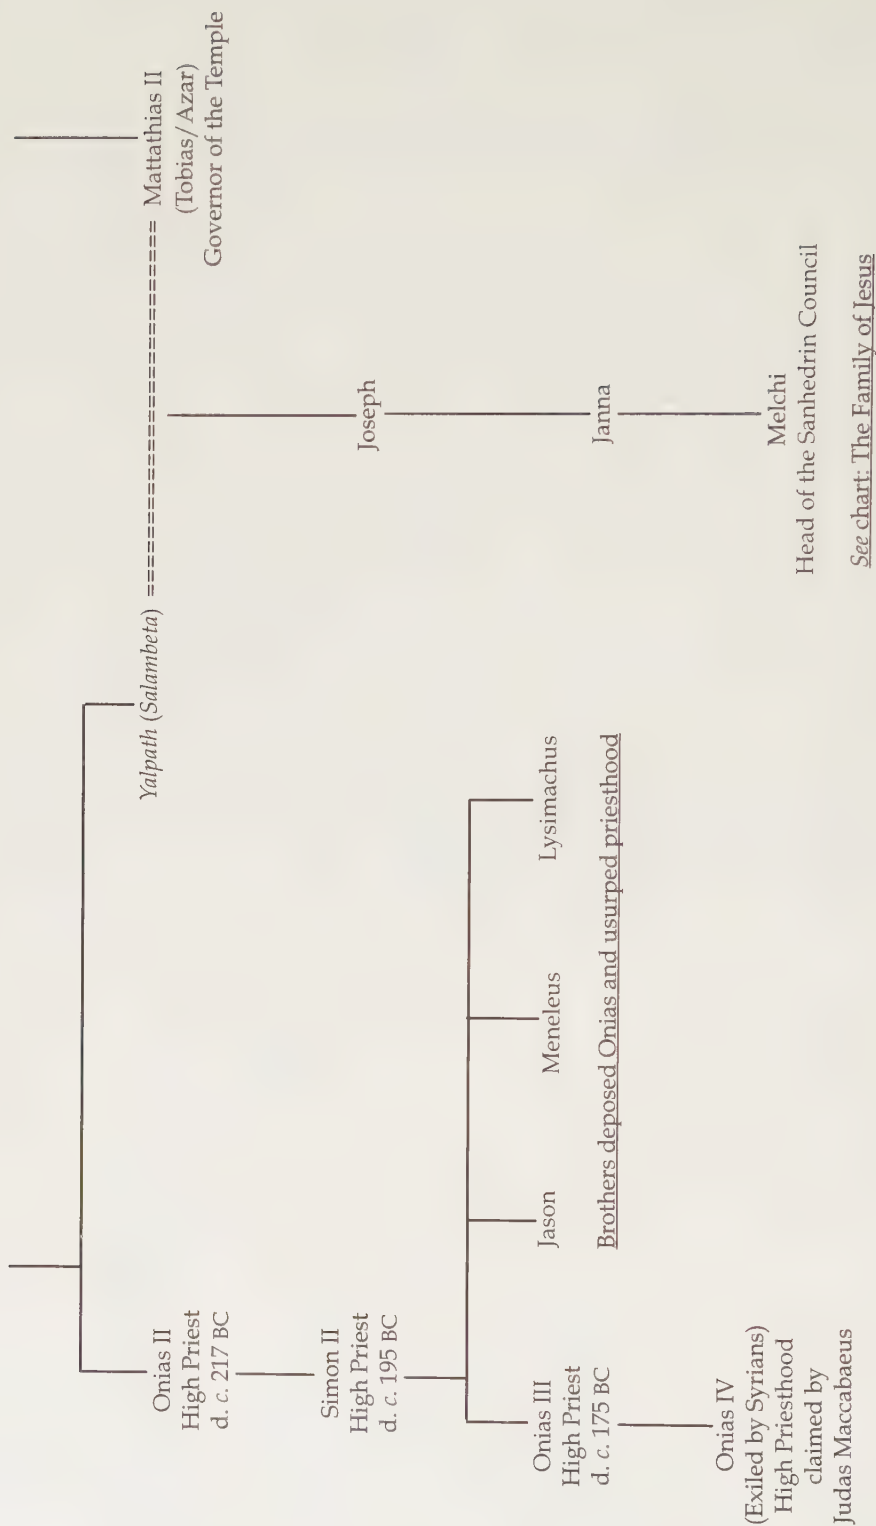 Yalpath (Salambeta) ====================== Mattathias II
(Tobias/Azar)
Governor of the Temple
Onias II
High Priest
d. c. 217 BC
Simon II
High Priest
d. c. 195 BC
Joseph
Onias III
High Priest
d. c. 175 BC
Jason
Meneleus
Lysimachus
Brothers deposed Onias and usurped priesthood
Janna
Onias IV
(Exiled by Syrians)
High Priesthood
claimed by
Judas Maccabaeus
Melchi
Head of the Sanhedrin Council
See chart: The Family of Jesus